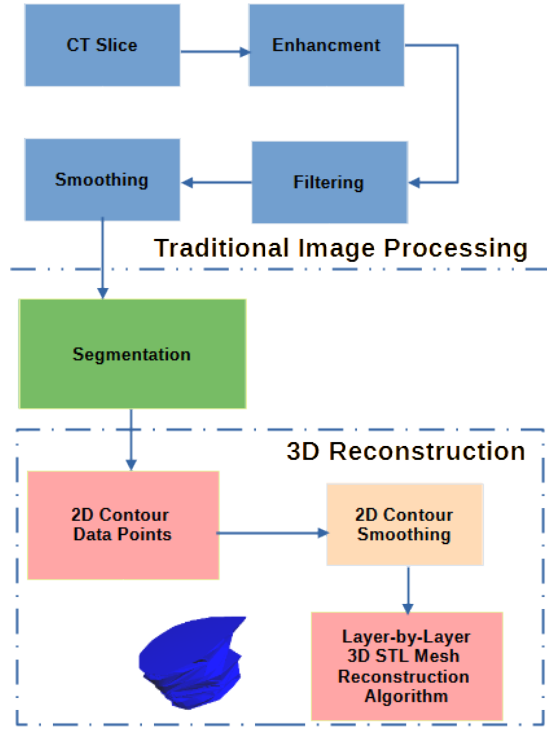 CT Slice
Enhancment
Smoothing
Filtering
Traditional Image Processing
Segmentation
3D Reconstruction
2D Contour
Data Points
2D Contour
Smoothing
Layer-by-Layer
3D STL Mesh
Reconstruction
Algorithm